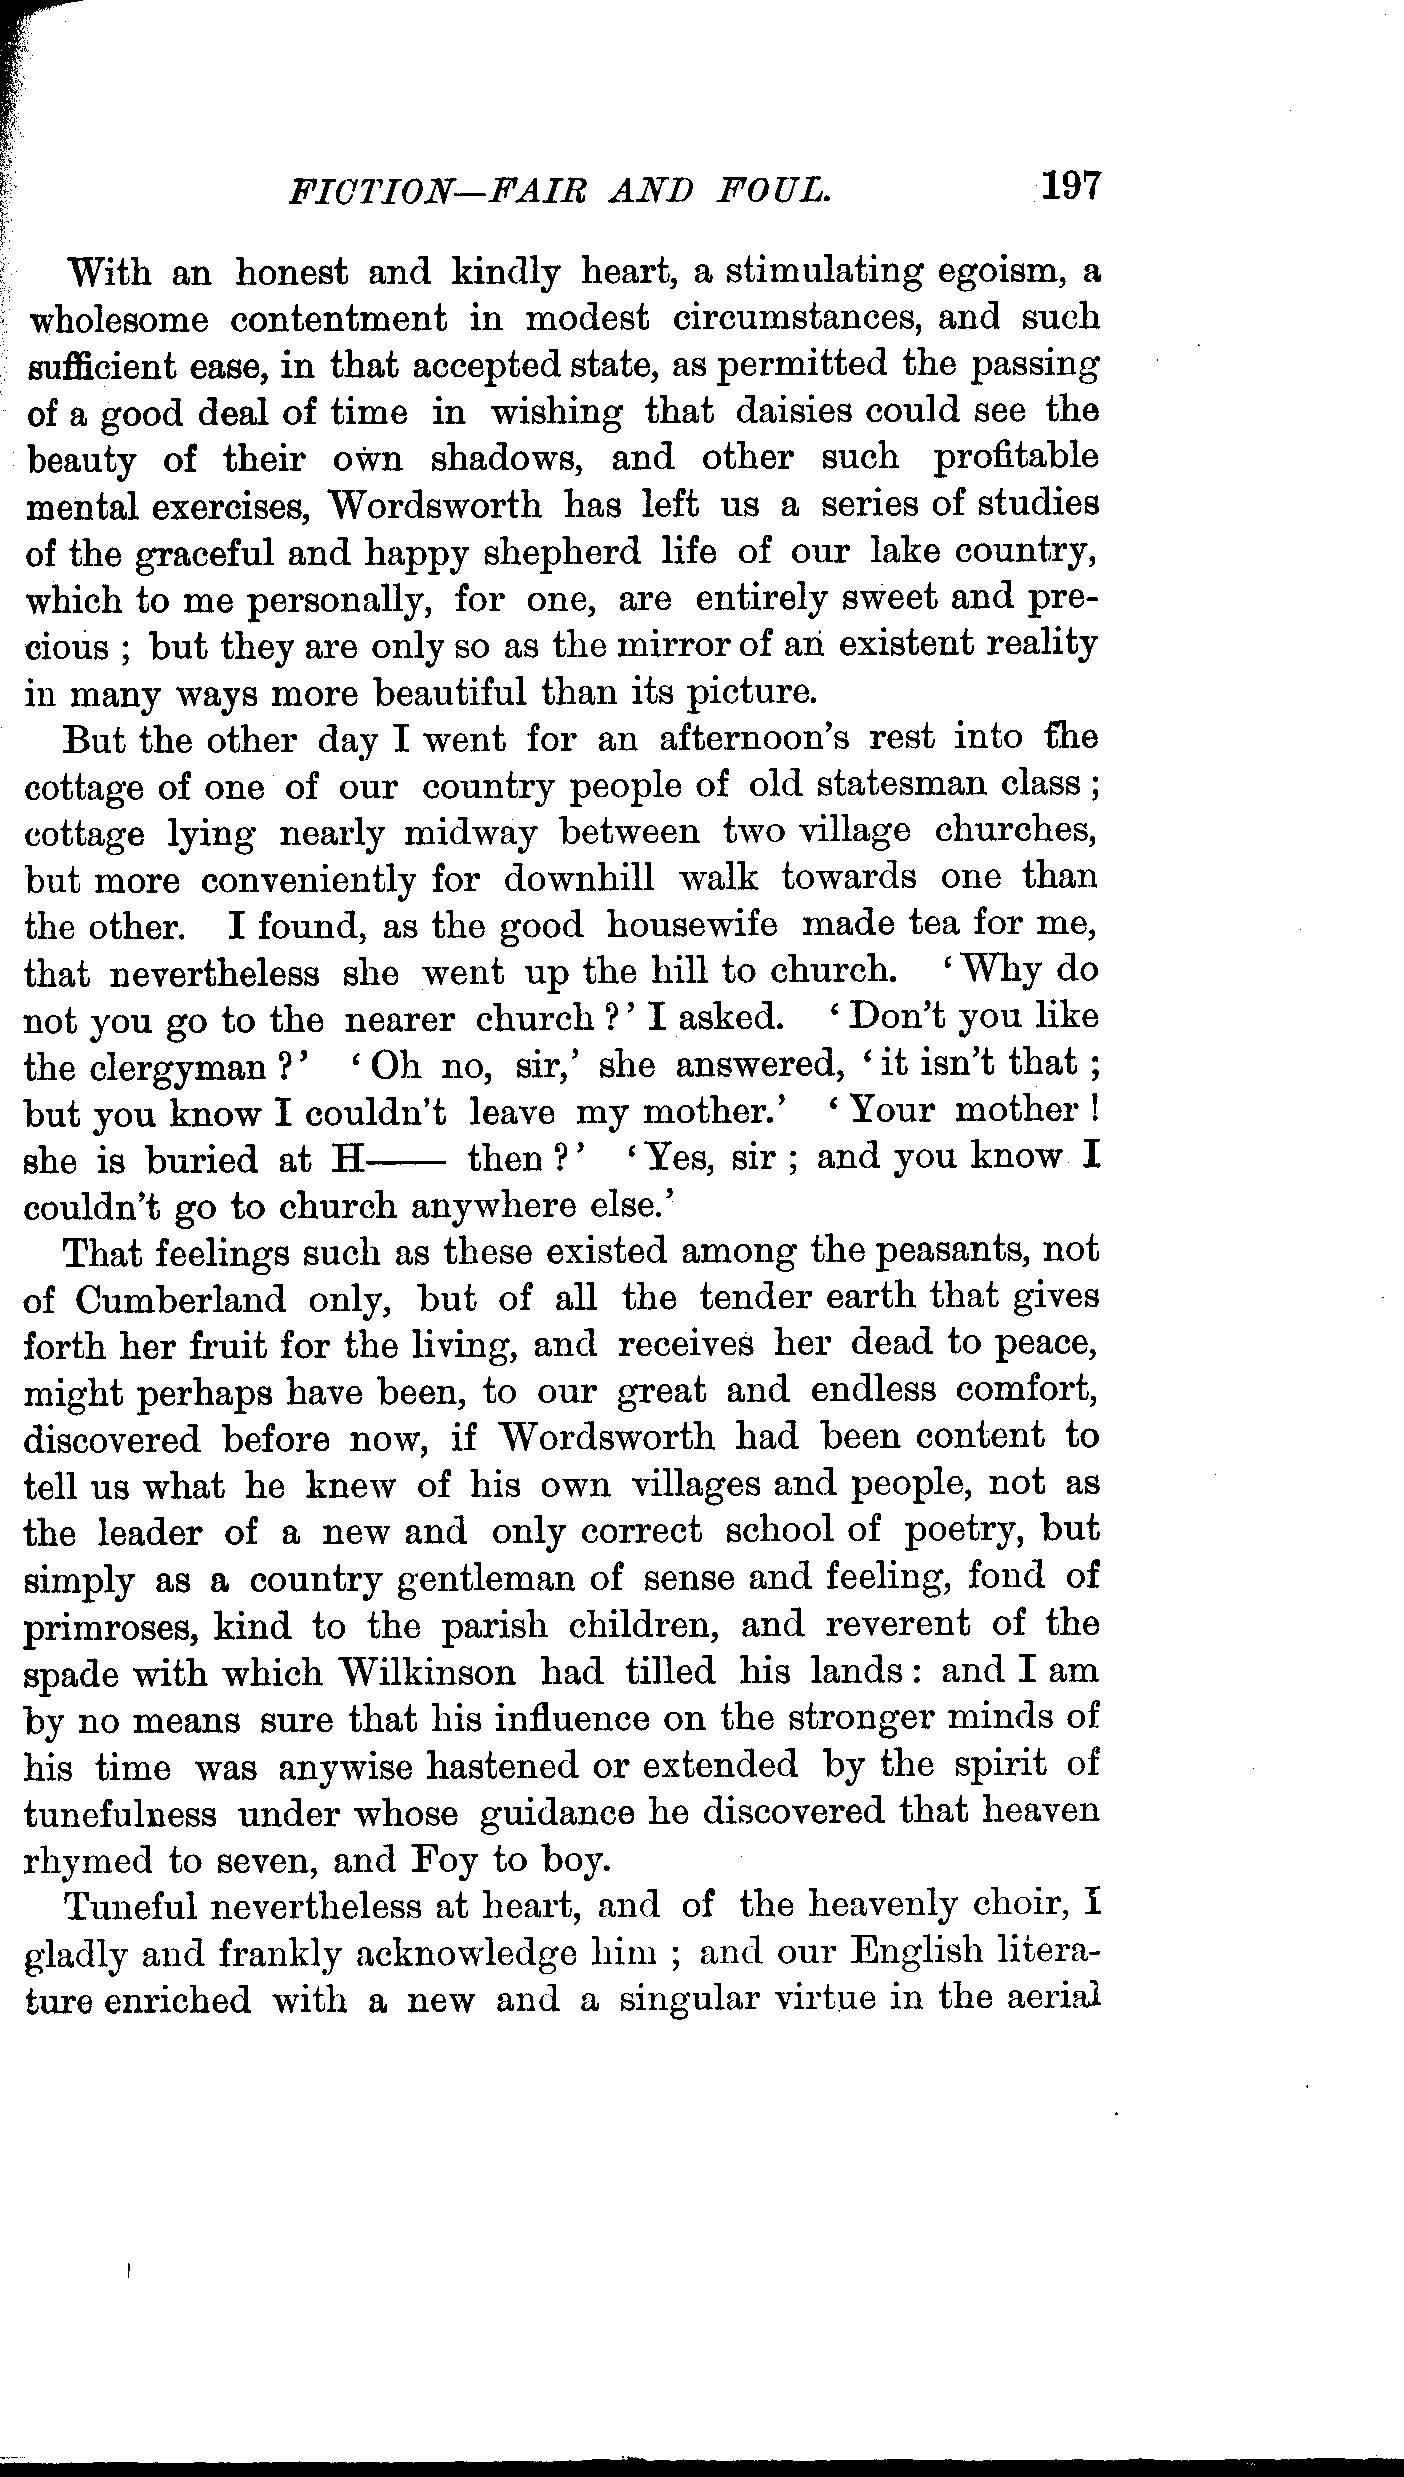 FICTION—FAIR AND FOUL. 197
With an honest and kindly heart, a stimulating egoism, a
wholesome contentment in modest circumstances, and such
sufficient ease, in that accepted state, as permitted the passing
of a good deal of time in wishing that daisies could see the
beauty of their own shadows, and other such profitable
mental exercises, Wordsworth has left us a series of studies
of the graceful and happy shepherd life of our lake country,
which to me personally, for one, are entirely sweet and pre-
cious ; but they are only so as the mirror of an existent reality
in many ways more beautiful than its picture.
But the other day I went for an afternoon's rest into the
cottage of one of our country people of old statesman class ;
cottage lying nearly midway between two village churches,
but more conveniently for downhill walk towards one than
the other. I found, as the good housewife made tea for me,
that nevertheless she went up the hill to church. ‘Why do
not you go to the nearer church ?’ I asked. ‘Don't you like
the clergyman ?’ ‘Oh no, sir,’ she answered, ‘it isn't that ;
but you know I couldn't leave my mother.’ ‘Your mother !
she is buried at H—— then ?’ ‘Yes, sir ; and you know I
couldn't go to church anywhere else.’
That feelings such as these existed among the peasants, not
of Cumberland only, but of all the tender earth that gives
forth her fruit for the living, and receives her dead to peace,
might perhaps have been, to our great and endless comfort,
discovered before now, if Wordsworth had been content to
tell us what he knew of his own villages and people, not as
the leader of a new and only correct school of poetry, but
simply as a country gentleman of sense and feeling, fond of
primroses, kind to the parish children, and reverent of the
spade with which Wilkinson had tilled his lands : and I am
by no means sure that his influence on the stronger minds of
his time was anywise hastened or extended by the spirit of
tunefulness under whose guidance he discovered that heaven
rhymed to seven, and Foy to boy.
Tuneful nevertheless at heart, and of the heavenly choir, I
gladly and frankly acknowledge him ; and our English litera-
ture enriched with a new and a singular virtue in the aerial